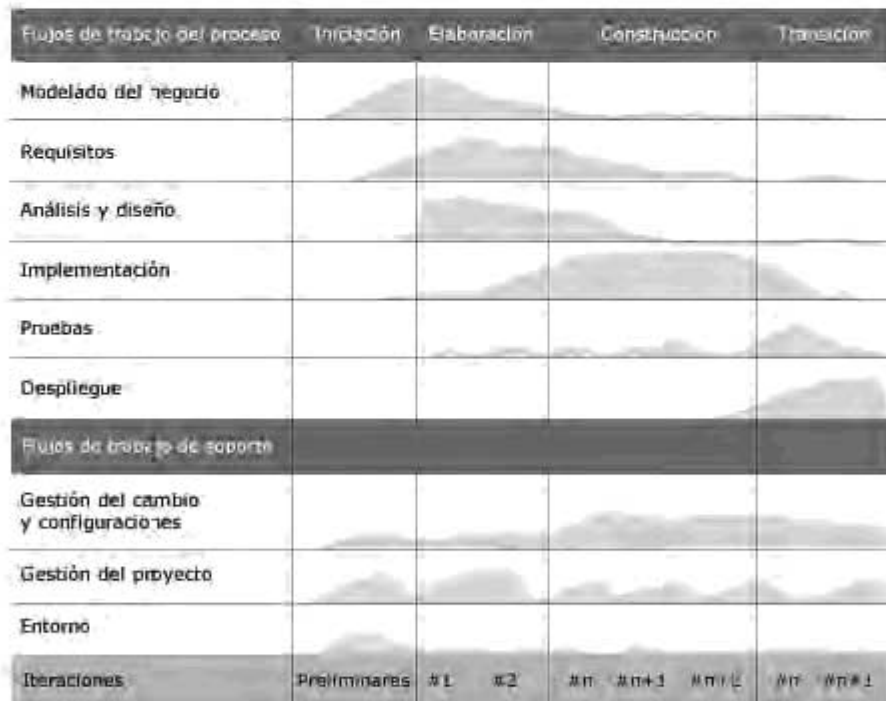 Flujos de trabajo del proceso Iniciación Elaboración Construcción Transición
Modelado del negocio
Requisitos
Análisis y diseño
Implementación
Pruebas
Despliegue
Flujos de trabajo de soporte
Gestión del cambio
y configuraciones
Gestión del proyecto
Entorno
Iteraciones Preliminares #1 #2 #n #n+1